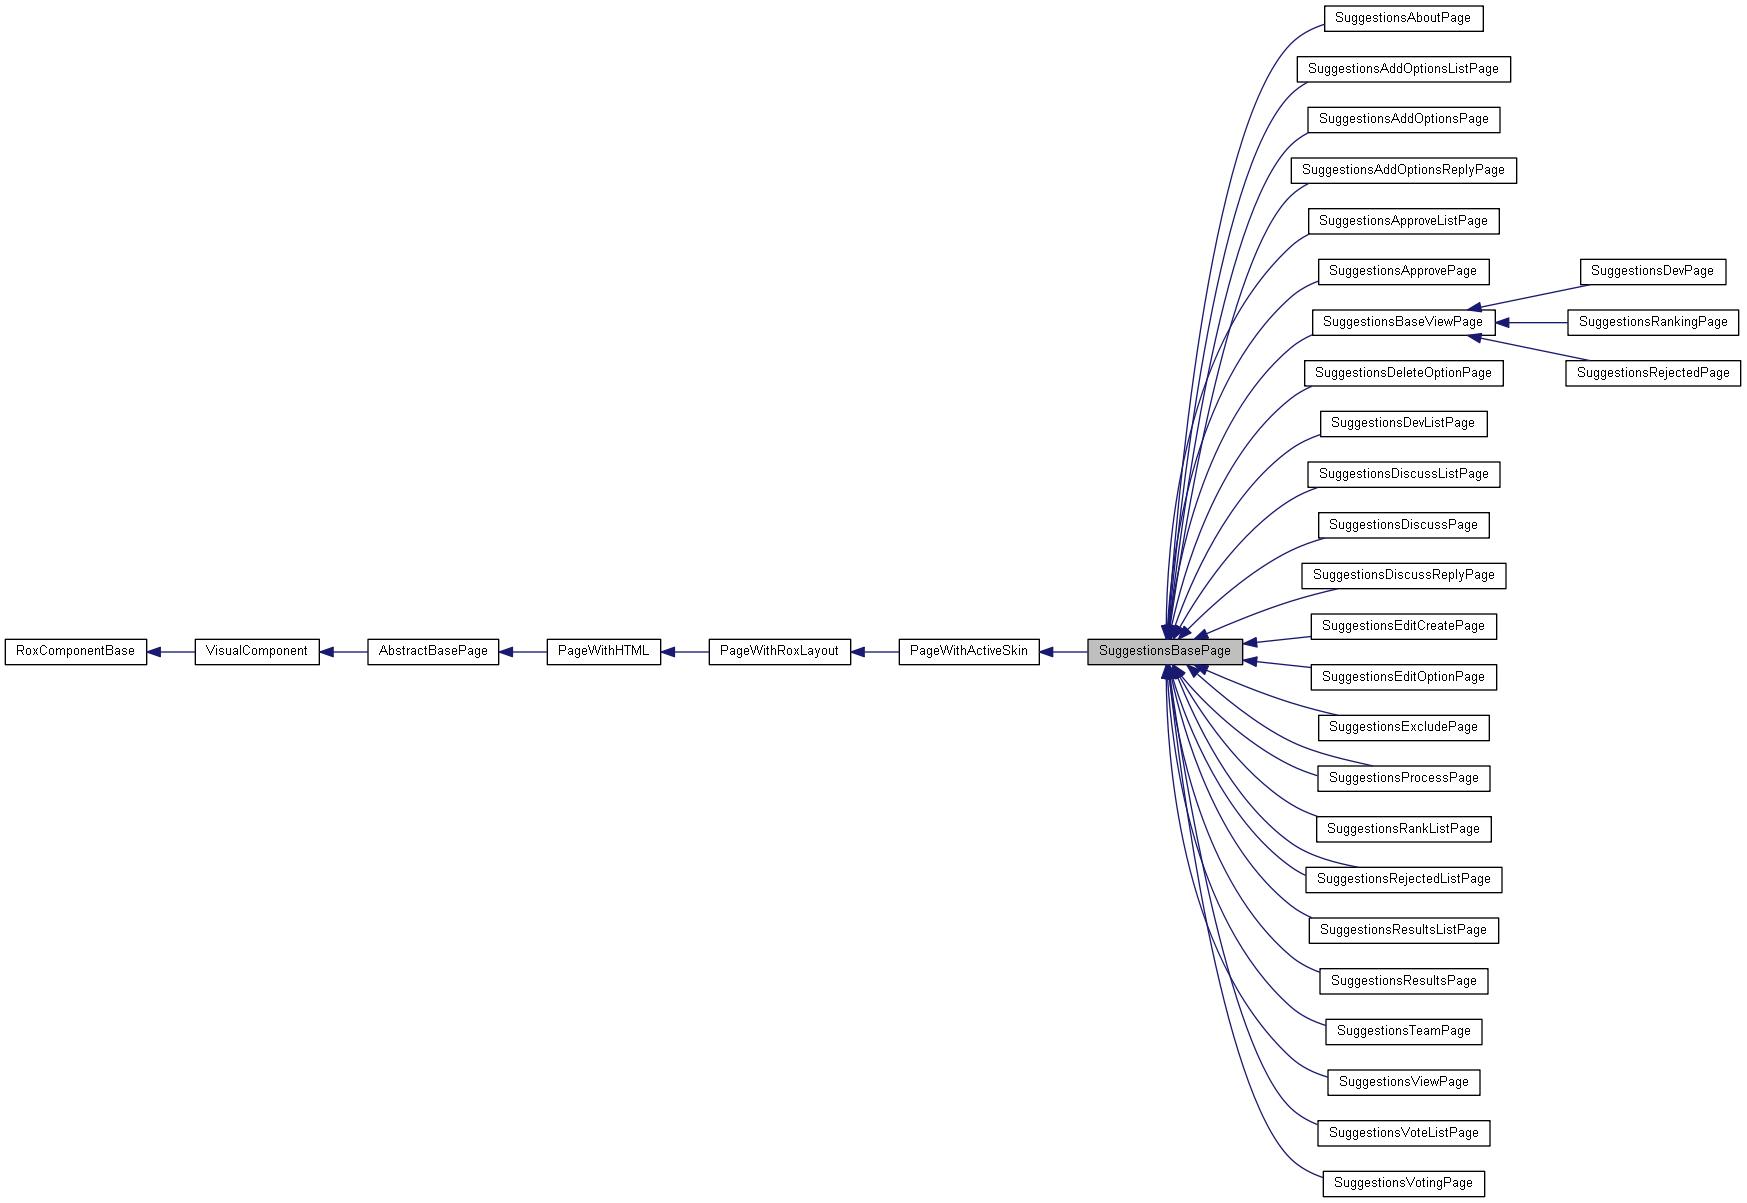 RoxComponentBase
VisualComponent
AbstractBasePage
PageWithHTML
PageWithRoxLayout
PageWithActiveSkin
SuggestionsBasePage
SuggestionsAboutPage
SuggestionsAddOptionsListPage
SuggestionsAddOptionsPage
SuggestionsAddOptionsReplyPage
SuggestionsApproveListPage
SuggestionsApprovePage
SuggestionsBaseViewPage
SuggestionsDevPage
SuggestionsRankingPage
SuggestionsRejectedPage
SuggestionsDeleteOptionPage
SuggestionsDevListPage
SuggestionsDiscussListPage
SuggestionsDiscussPage
SuggestionsDiscussReplyPage
SuggestionsEditCreatePage
SuggestionsEditOptionPage
SuggestionsExcludePage
SuggestionsProcessPage
SuggestionsRankListPage
SuggestionsRejectedListPage
SuggestionsResultsListPage
SuggestionsResultsPage
SuggestionsTeamPage
SuggestionsViewPage
SuggestionsVoteListPage
SuggestionsVotingPage